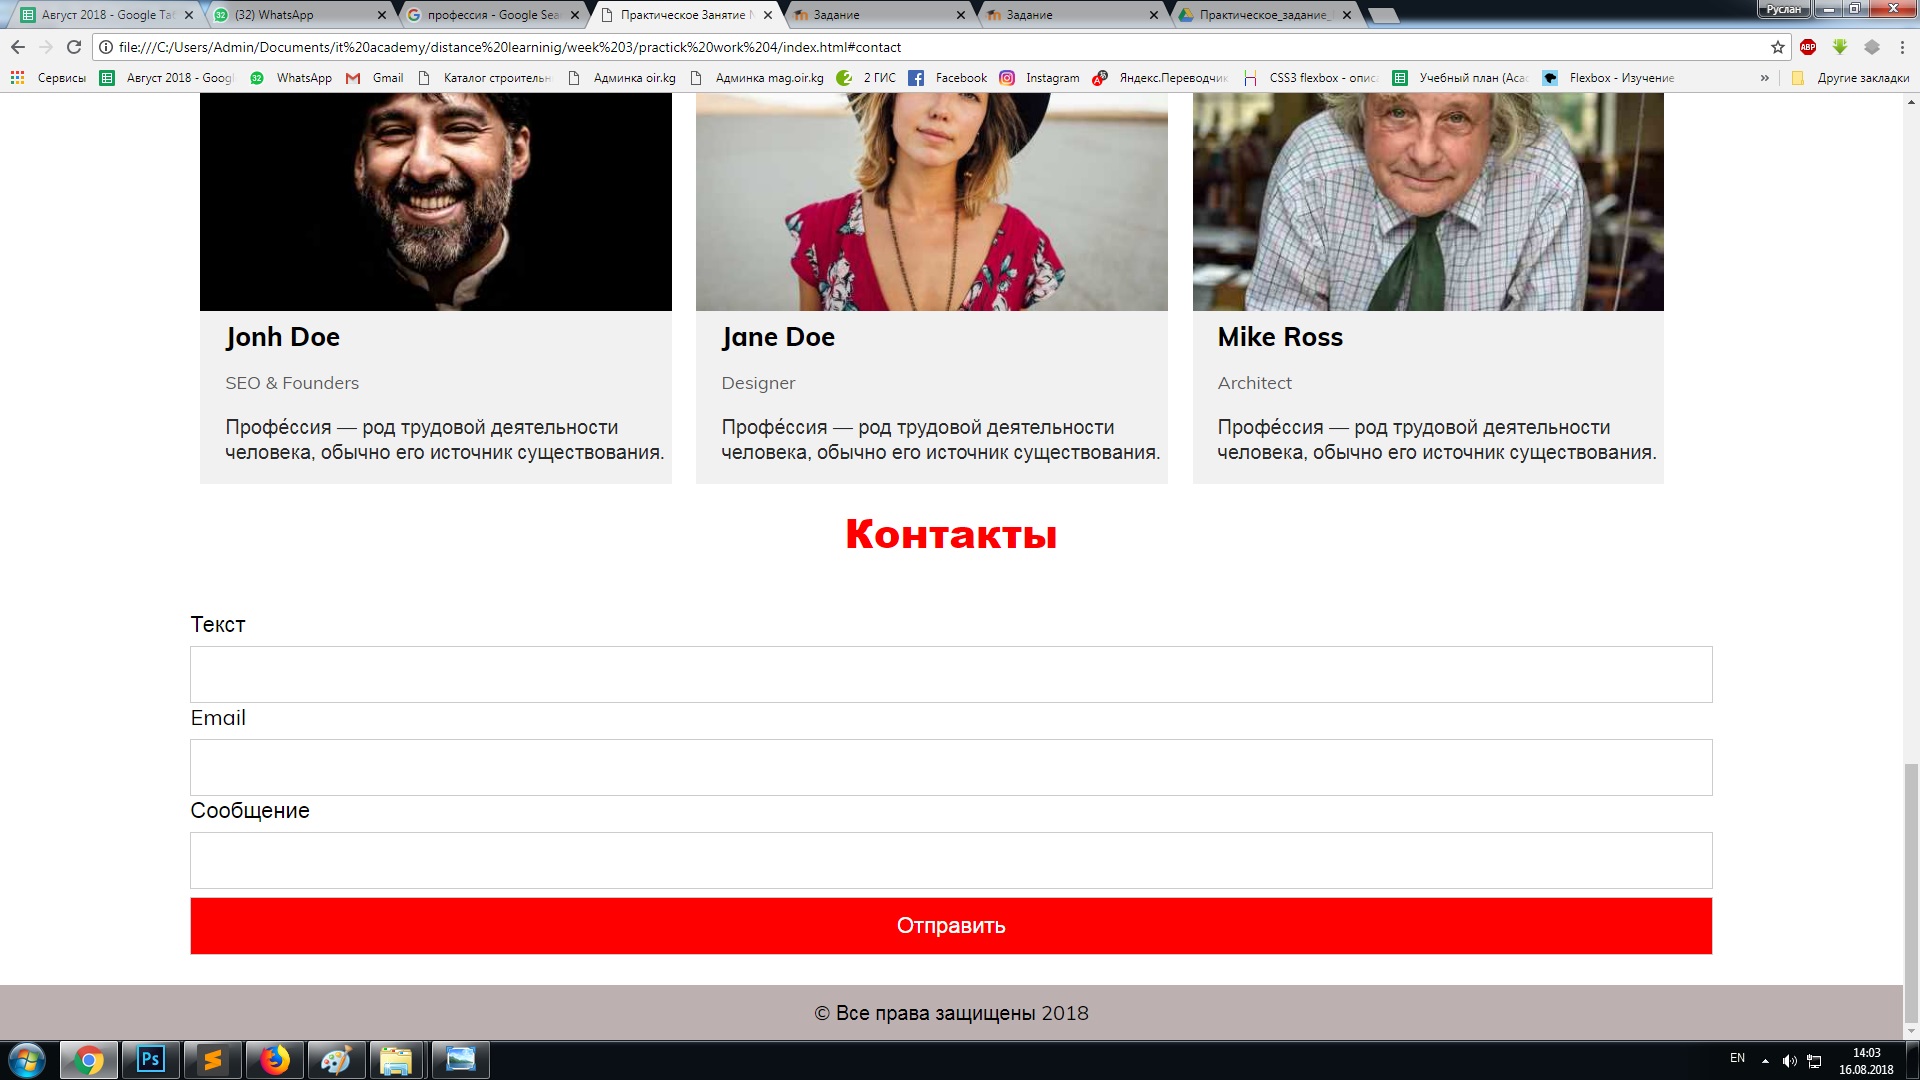 Август 2018 - Google Таб
(32) WhatsApp
профессия - Google Sea
Практическое Занятие N
Задание
Задание
Практическое_задание_
Руслан
file:///C:/Users/Admin/Documents/it%20academy/distance%20learninig/week%203/practick%20work%204/index.html#contact
ABP
Сервисы
Август 2018 - Googl
WhatsApp
Gmail
Каталог строительн
Админка oir.kg
Админка mag.oir.kg
2 ГИС
Facebook
Instagram
Яндекс.Переводчик
CSS3 flexbox - опис
Учебный план (Асас
Flexbox - Изучение
»
Другие закладки
Jonh Doe
SEO & Founders
Профе́ссия — род трудовой деятельности
человека, обычно его источник существования.
Jane Doe
Designer
Профе́ссия — род трудовой деятельности
человека, обычно его источник существования.
Mike Ross
Architect
Профе́ссия — род трудовой деятельности
человека, обычно его источник существования.
Контакты
Текст
Email
Сообщение
Отправить
© Все права защищены 2018
Ps
EN
14:03
16.08.2018